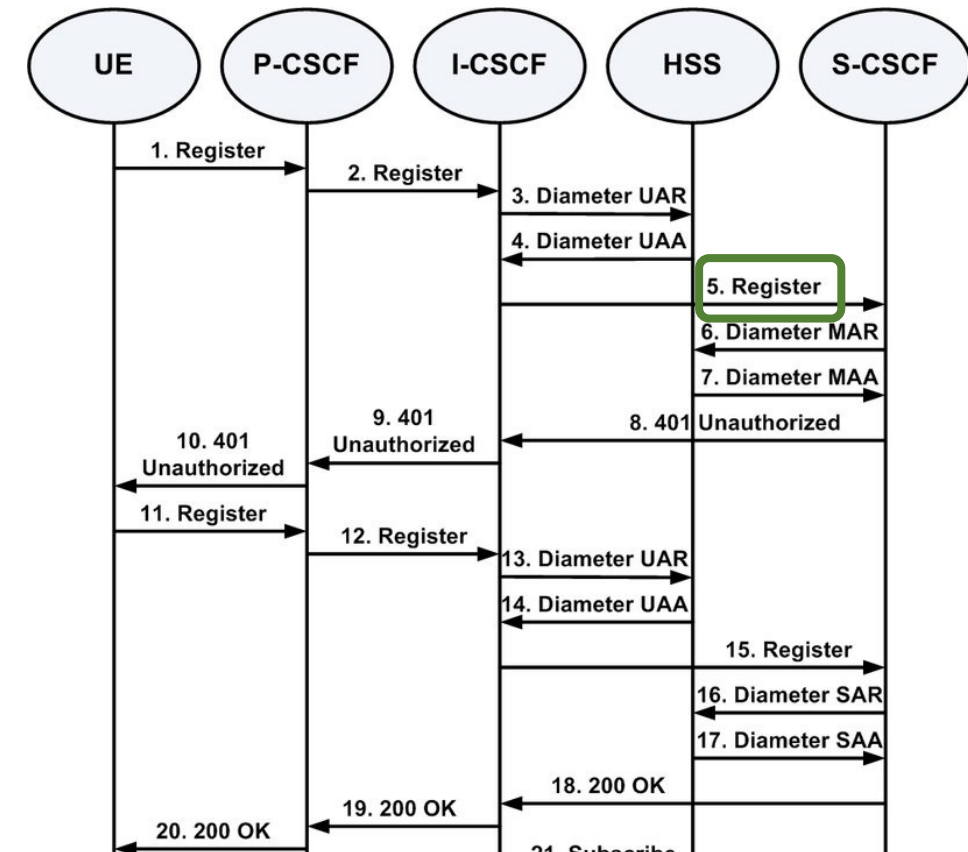 UE
P-CSCF
I-CSCF
HSS
S-CSCF
1. Register
2. Register
3. Diameter UAR
4. Diameter UAA
5. Register
6. Diameter MAR
7. Diameter MAA
8. 401 Unauthorized
9. 401
Unauthorized
10. 401
Unauthorized
11. Register
12. Register
13. Diameter UAR
14. Diameter UAA
15. Register
16. Diameter SAR
17. Diameter SAA
18. 200 OK
19. 200 OK
20. 200 OK
21. Subscribe